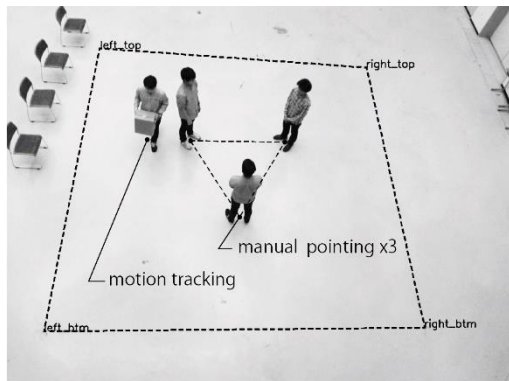 left_top
right_top
manual pointing x3
motion tracking
left_btm
right_btm